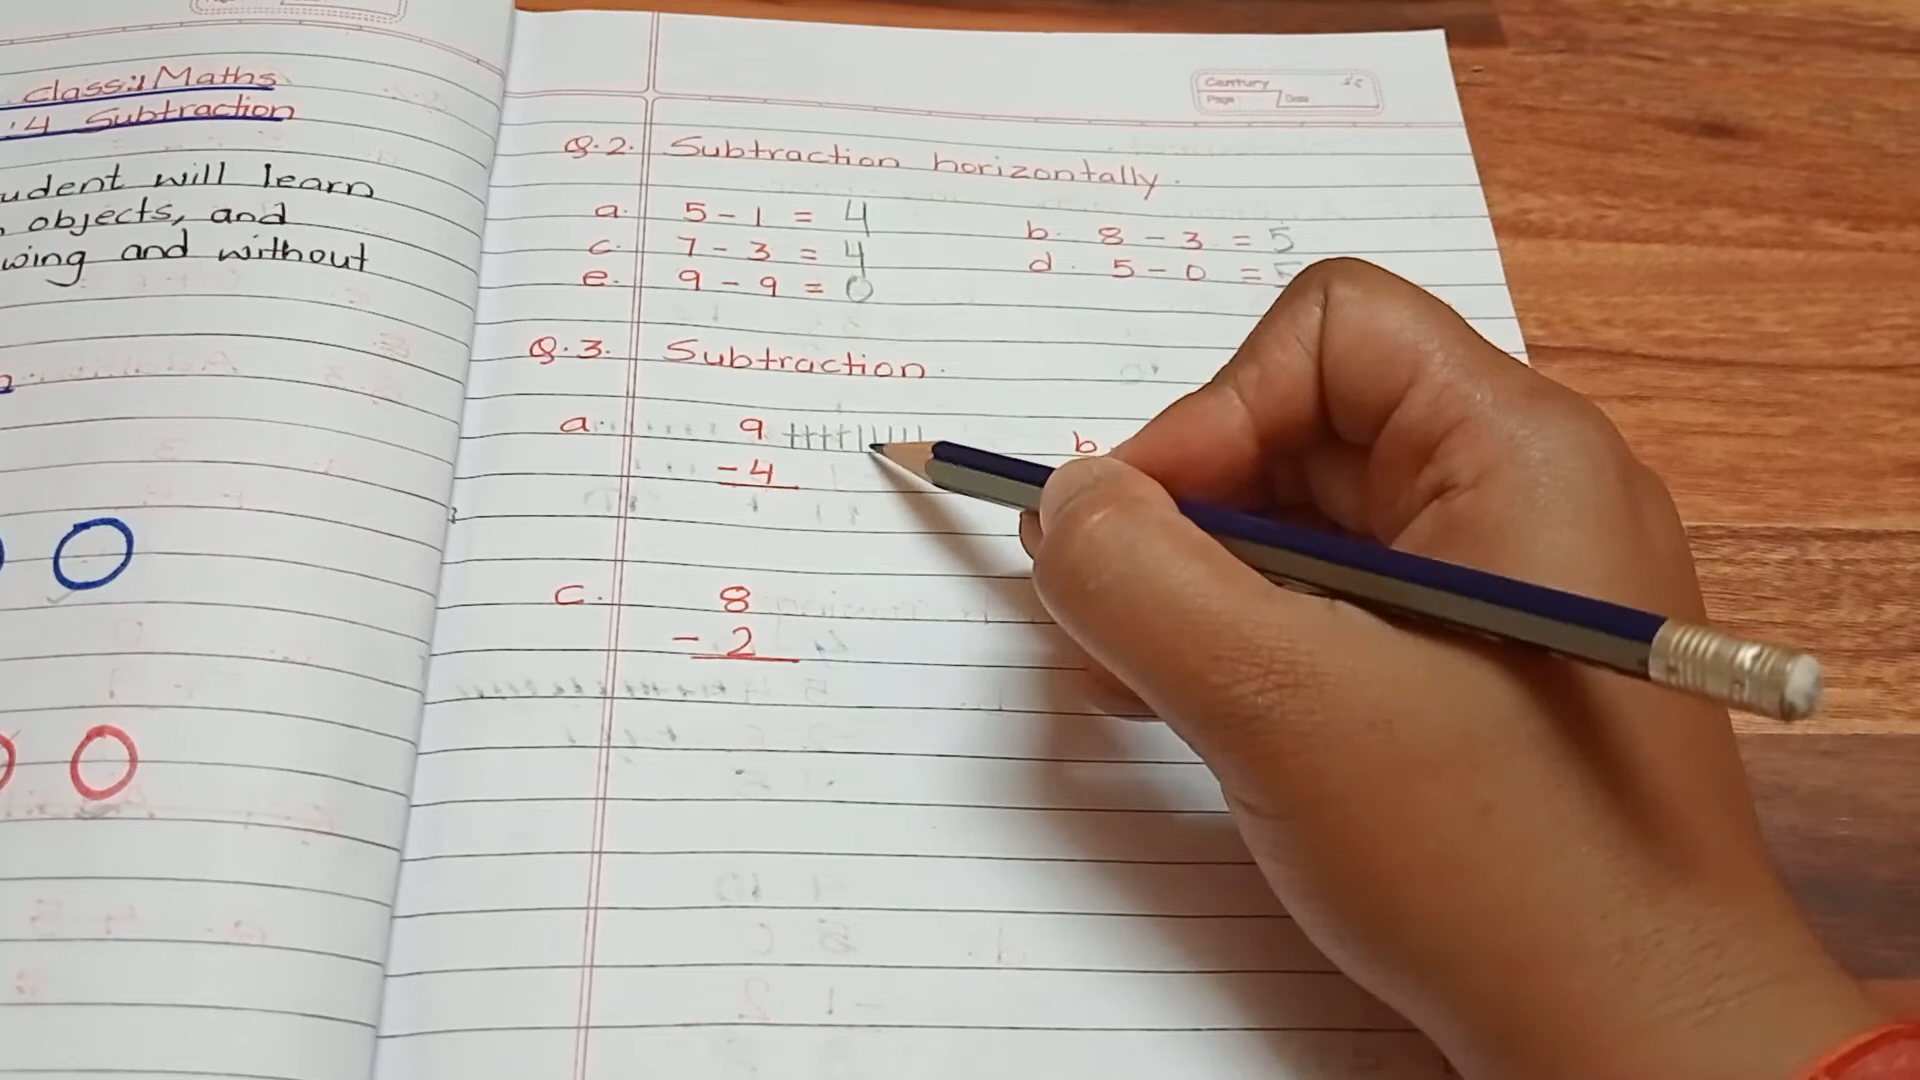 class:1 Maths
:4 Subtraction
udent will learn
objects, and
wing and without
Century
Page
Date
Q.2. Subtraction horizontally.
a. 5 - 1 = 4
b. 8 - 3 = 5
c. 7 - 3 = 4
d. 5 - 0 = 5
e. 9 - 9 = 0
Q.3. Subtraction.
a. 9
- 4
b.
c. 8
- 2